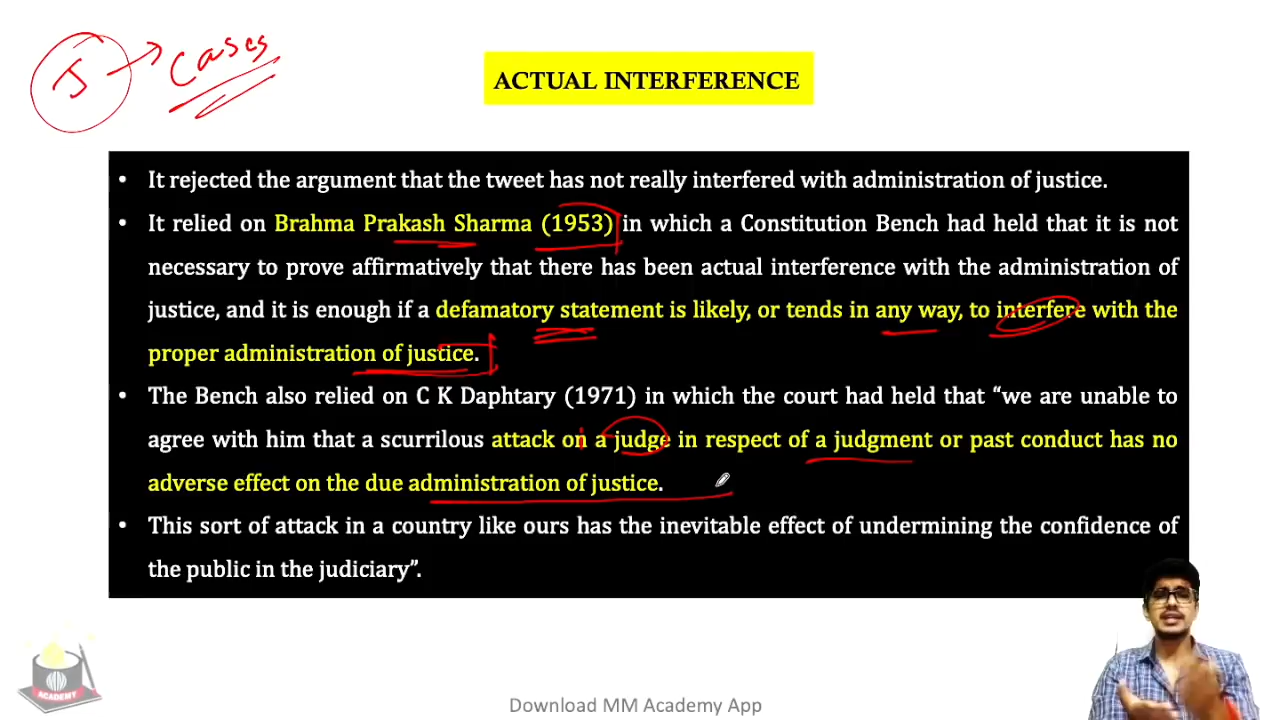 J → Cases
ACTUAL INTERFERENCE
• It rejected the argument that the tweet has not really interfered with administration of justice.
• It relied on Brahma Prakash Sharma (1953) in which a Constitution Bench had held that it is not
necessary to prove affirmatively that there has been actual interference with the administration of
justice, and it is enough if a defamatory statement is likely, or tends in any way, to interfere with the
proper administration of justice.
• The Bench also relied on C K Daphtary (1971) in which the court had held that “we are unable to
agree with him that a scurrilous attack on a judge in respect of a judgment or past conduct has no
adverse effect on the due administration of justice.
• This sort of attack in a country like ours has the inevitable effect of undermining the confidence of
the public in the judiciary”.
ACADEMY
Download MM Academy App